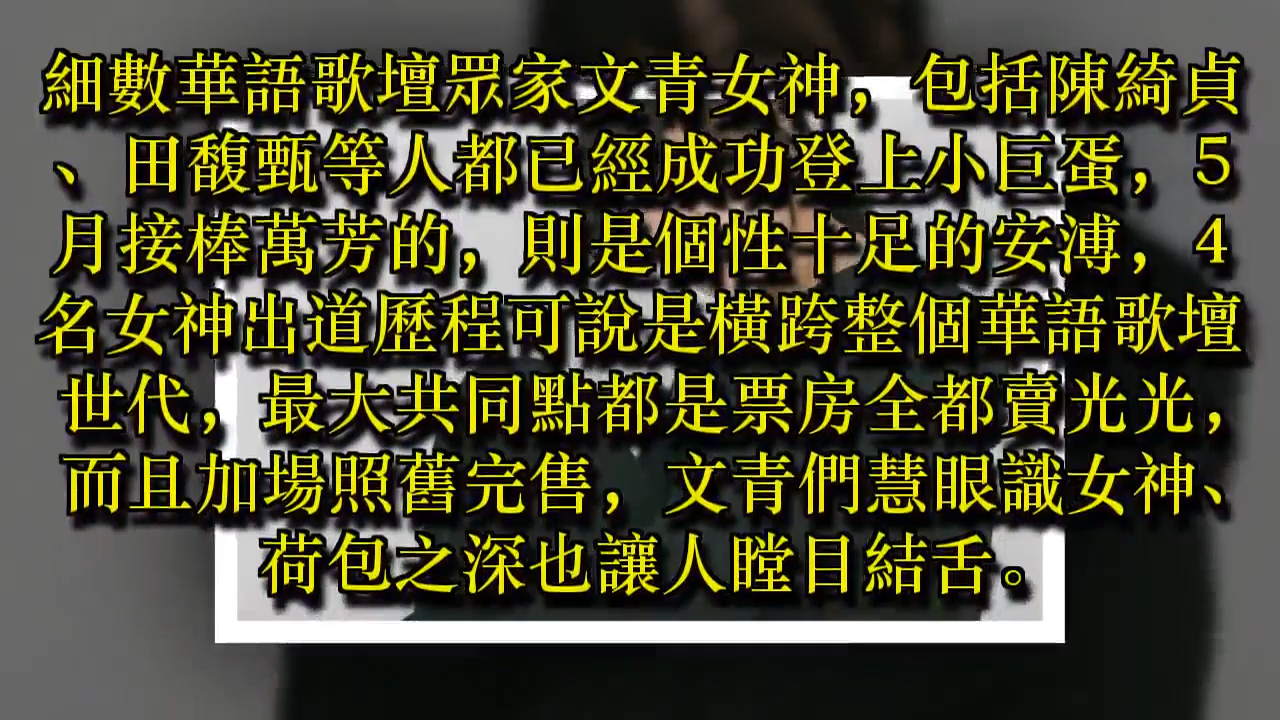 細數華語歌壇眾家文青女神，包括陳綺貞
、田馥甄等人都已經成功登上小巨蛋，5
月接棒萬芳的，則是個性十足的安溥，4
名女神出道歷程可說是橫跨整個華語歌壇
世代，最大共同點都是票房全都賣光光，
而且加場照舊完售，文青們慧眼識女神、
荷包之深也讓人瞠目結舌。